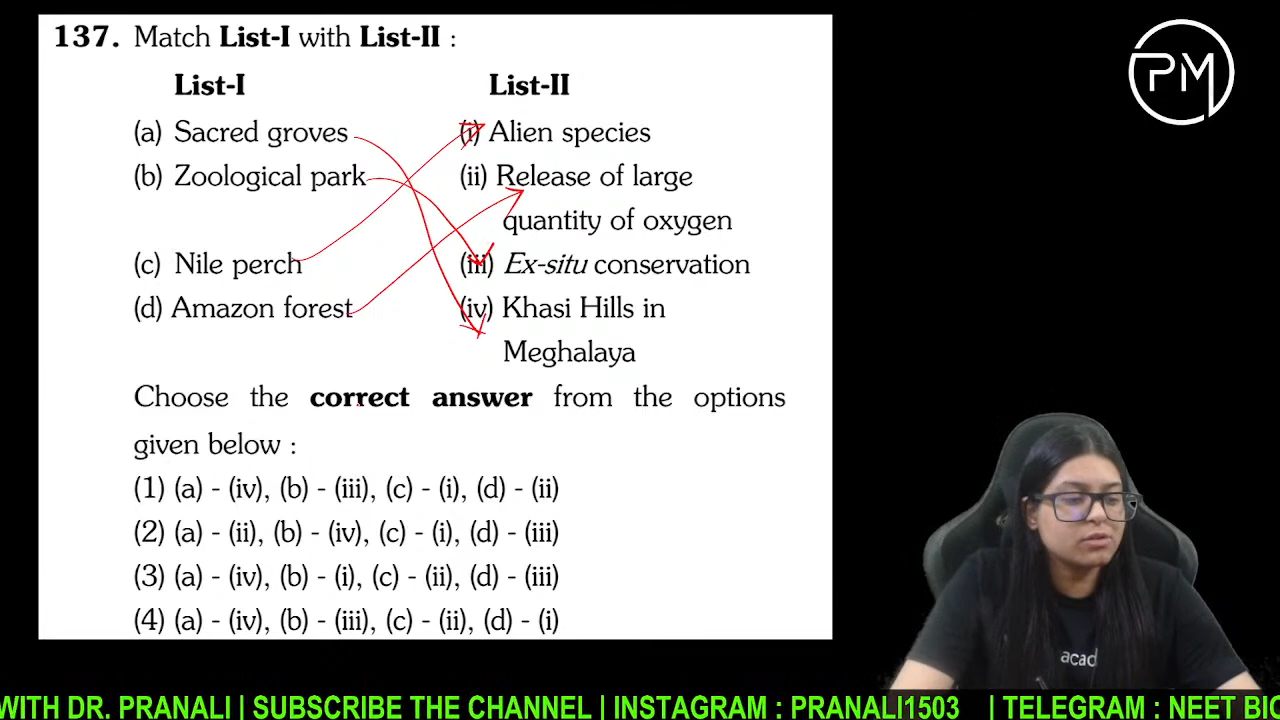 137. Match List-I with List-II :
List-I List-II
(a) Sacred groves (i) Alien species
(b) Zoological park (ii) Release of large
quantity of oxygen
(c) Nile perch (iii) Ex-situ conservation
(d) Amazon forest (iv) Khasi Hills in
Meghalaya
Choose the correct answer from the options
given below :
(1) (a) - (iv), (b) - (iii), (c) - (i), (d) - (ii)
(2) (a) - (ii), (b) - (iv), (c) - (i), (d) - (iii)
(3) (a) - (iv), (b) - (i), (c) - (ii), (d) - (iii)
(4) (a) - (iv), (b) - (iii), (c) - (ii), (d) - (i)
PM
acad
WITH DR. PRANALI | SUBSCRIBE THE CHANNEL | INSTAGRAM : PRANALI1503 | TELEGRAM : NEET BI